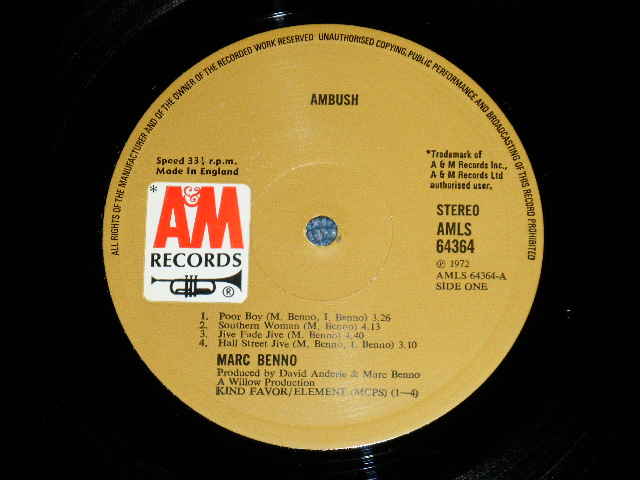 ALL RIGHTS OF THE MANUFACTURER AND OF THE OWNER OF THE RECORDED WORK RESERVED UNAUTHORISED COPYING, PUBLIC PERFORMANCE AND BROADCASTING OF THIS RECORD PROHIBITED
AMBUSH
Speed 33⅓ r.p.m.
Made in England
*Trademark of
A & M Records Inc.,
A & M Records Ltd
authorised user.
* A&M
RECORDS
®
STEREO
AMLS
64364
℗ 1972
AMLS 64364-A
SIDE ONE
1. Poor Boy (M. Benno, I. Benno) 3.26
2. Southern Woman (M. Benno) 4.13
3. Jive Fade Jive (M. Benno) 4.40
4. Hall Street Jive (M. Benno, I. Benno) 3.10
MARC BENNO
Produced by David Anderle & Marc Benno
A Willow Production
KIND FAVOR/ELEMENT (MCPS) (1—4)